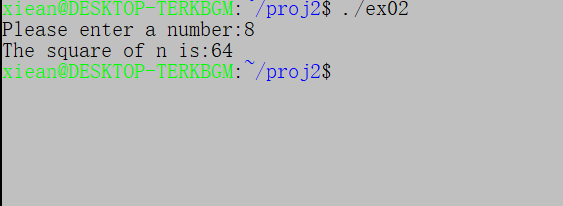 xiean@DESKTOP-TERKBGM:~/proj2$ ./ex02
Please enter a number:8
The square of n is:64
xiean@DESKTOP-TERKBGM:~/proj2$